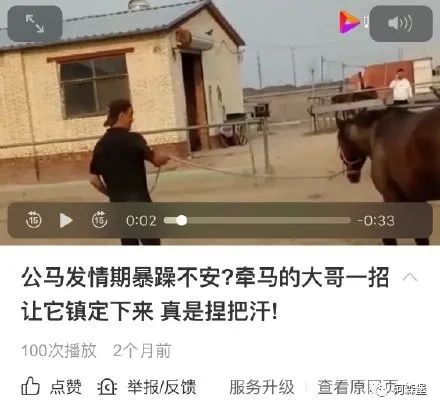 15
15
0:02
-0:33
公马发情期暴躁不安?牵马的大哥一招
让它镇定下来 真是捏把汗!
100次播放 2个月前
点赞 举报/反馈 服务升级 查看原网页